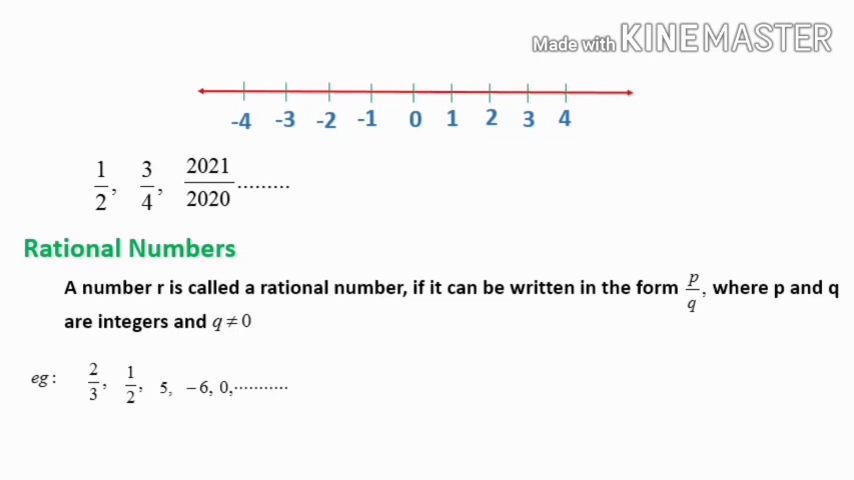 Made with KINEMASTER
-4 -3 -2 -1 0 1 2 3 4
1/2, 3/4, 2021/2020 .........
Rational Numbers
A number r is called a rational number, if it can be written in the form p/q, where p and q
are integers and q ≠ 0
eg : 2/3, 1/2, 5, −6, 0,...........